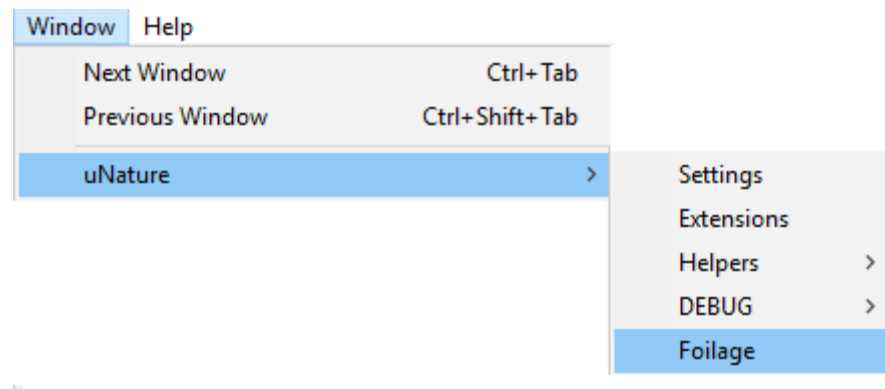 Window Help
Next Window Ctrl+Tab
Previous Window Ctrl+Shift+Tab
uNature >
Settings
Extensions
Helpers >
DEBUG >
Foilage